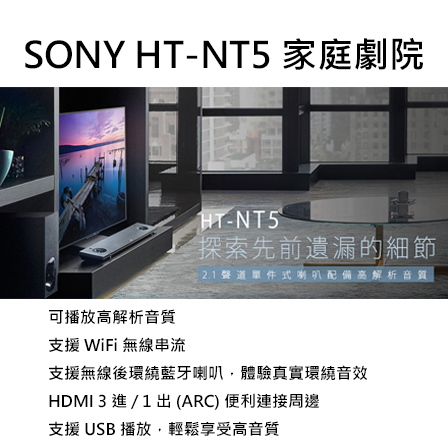 SONY HT-NT5 家庭劇院
HT-NT5
探索先前遺漏的細節
2.1聲道單件式喇叭配備高解析音質
可播放高解析音質
支援 WiFi 無線串流
支援無線後環繞藍牙喇叭，體驗真實環繞音效
HDMI 3 進 / 1 出 (ARC) 便利連接周邊
支援 USB 播放，輕鬆享受高音質